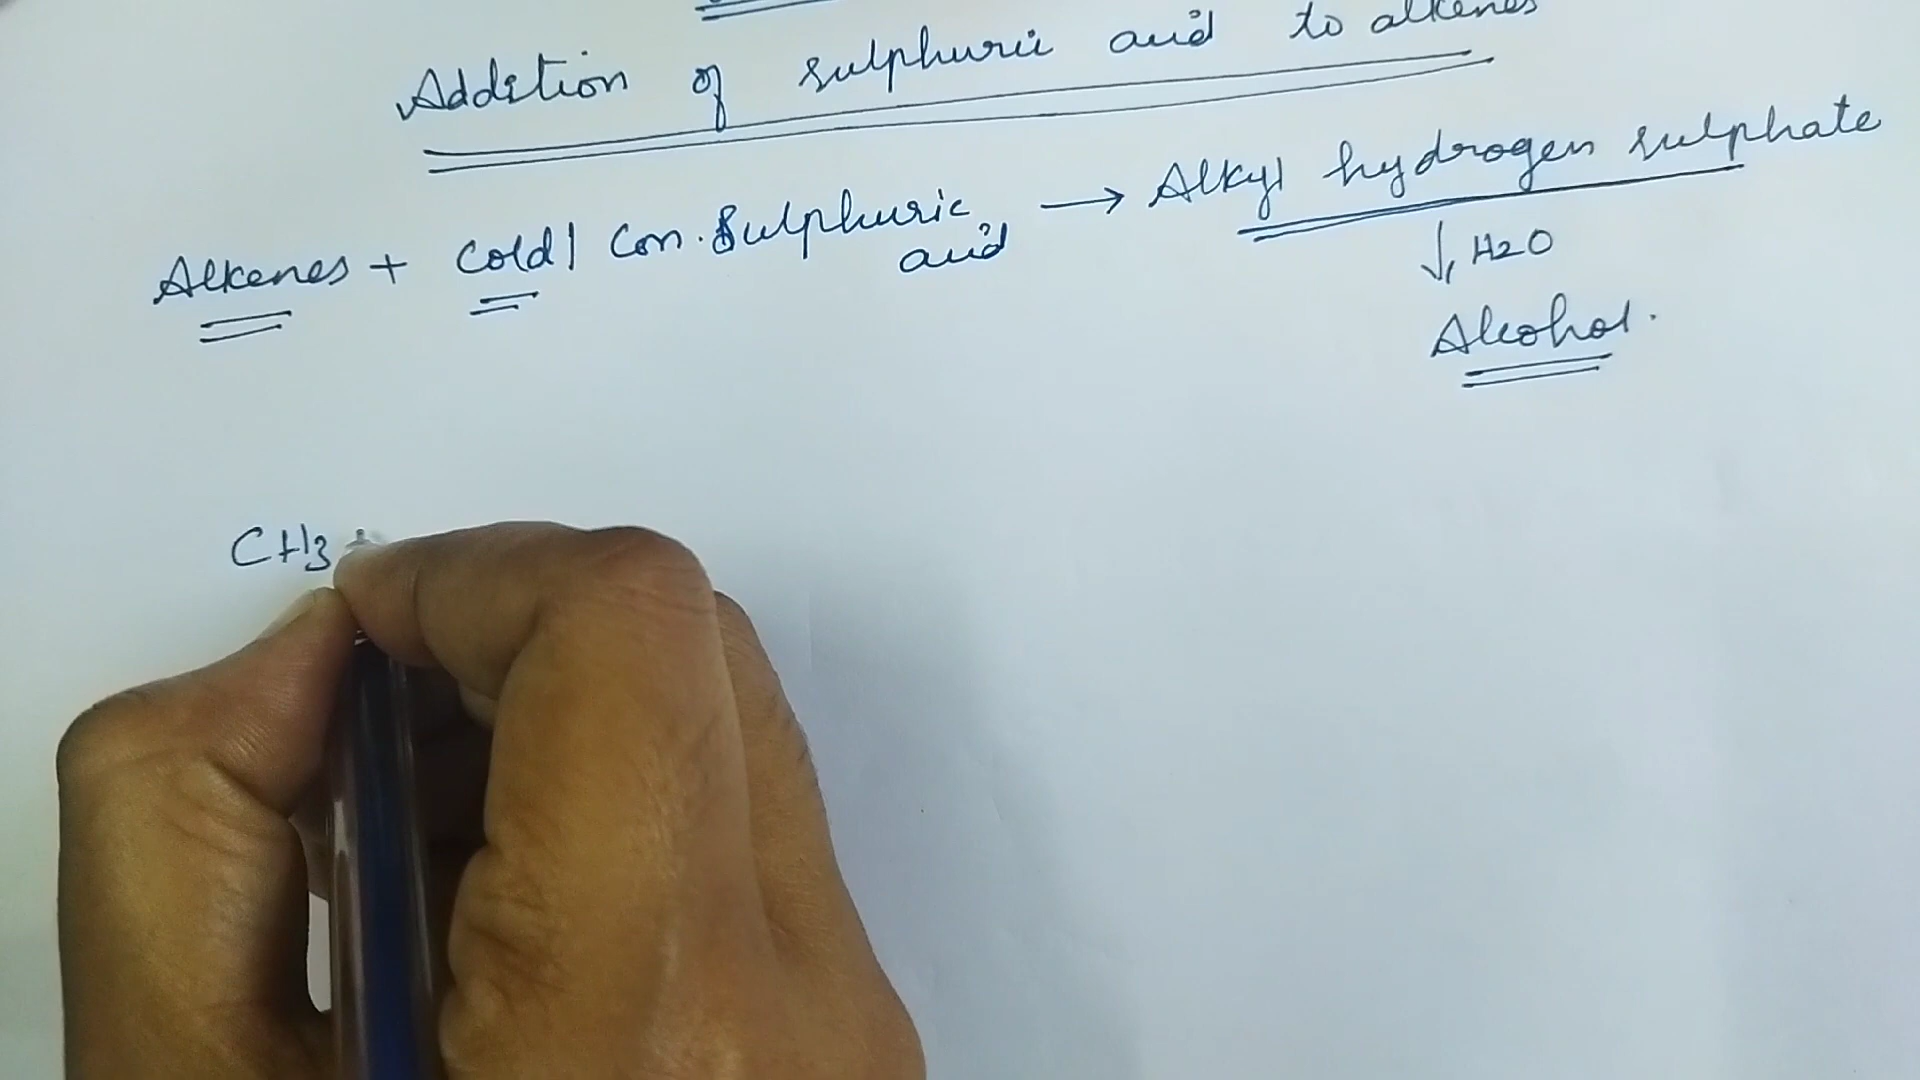 Addition of sulphuric acid to alkenes
Alkenes + Cold/ Con. Sulphuric acid → Alkyl hydrogen sulphate
↓ H2O
Alcohol.
CH3